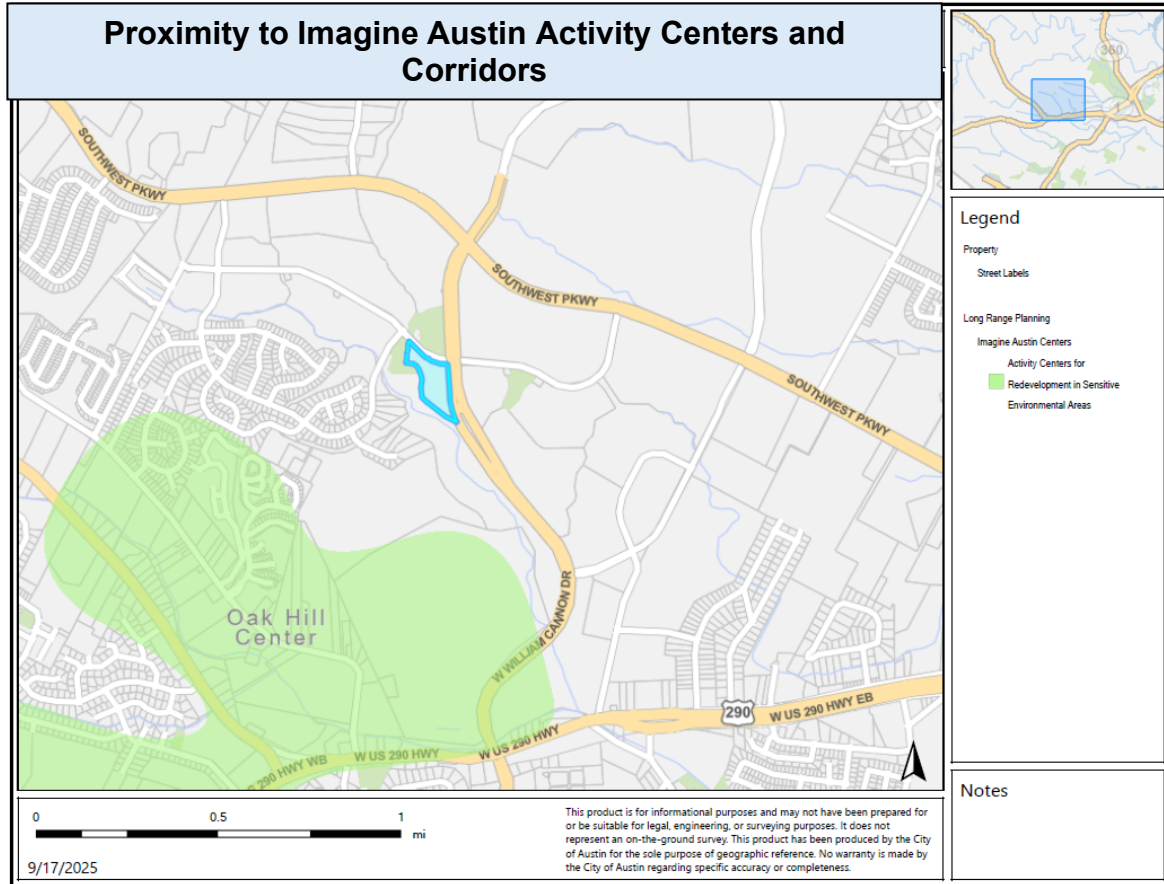 Proximity to Imagine Austin Activity Centers and
Corridors
360
1
SOUTHWEST PKWY
SOUTHWEST PKWY
SOUTHWEST PKWY
Oak Hill
Center
W WILLIAM CANNON DR
290
W US 290 HWY EB
W US 290 HWY
W US 290 HWY
290 HWY WB
Legend
Property
Street Labels
Long Range Planning
Imagine Austin Centers
Activity Centers for
Redevelopment in Sensitive
Environmental Areas
Notes
0
0.5
1
mi
9/17/2025
This product is for informational purposes and may not have been prepared for
or be suitable for legal, engineering, or surveying purposes. It does not
represent an on-the-ground survey. This product has been produced by the City
of Austin for the sole purpose of geographic reference. No warranty is made by
the City of Austin regarding specific accuracy or completeness.